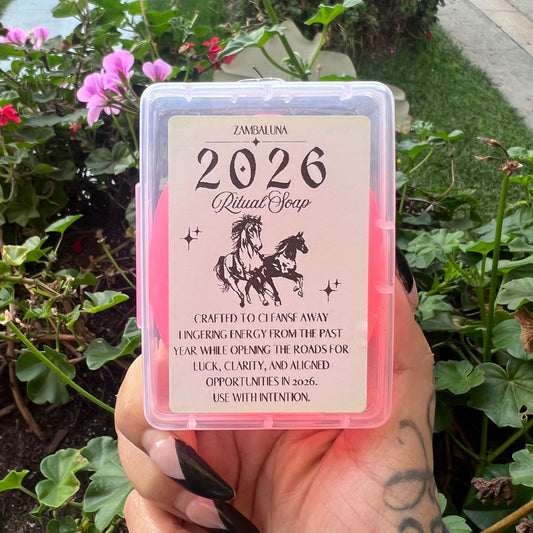 ZAMBALUNA
2026
Ritual Soap
CRAFTED TO CLEANSE AWAY
LINGERING ENERGY FROM THE PAST
YEAR WHILE OPENING THE ROADS FOR
LUCK, CLARITY, AND ALIGNED
OPPORTUNITIES IN 2026.
USE WITH INTENTION.